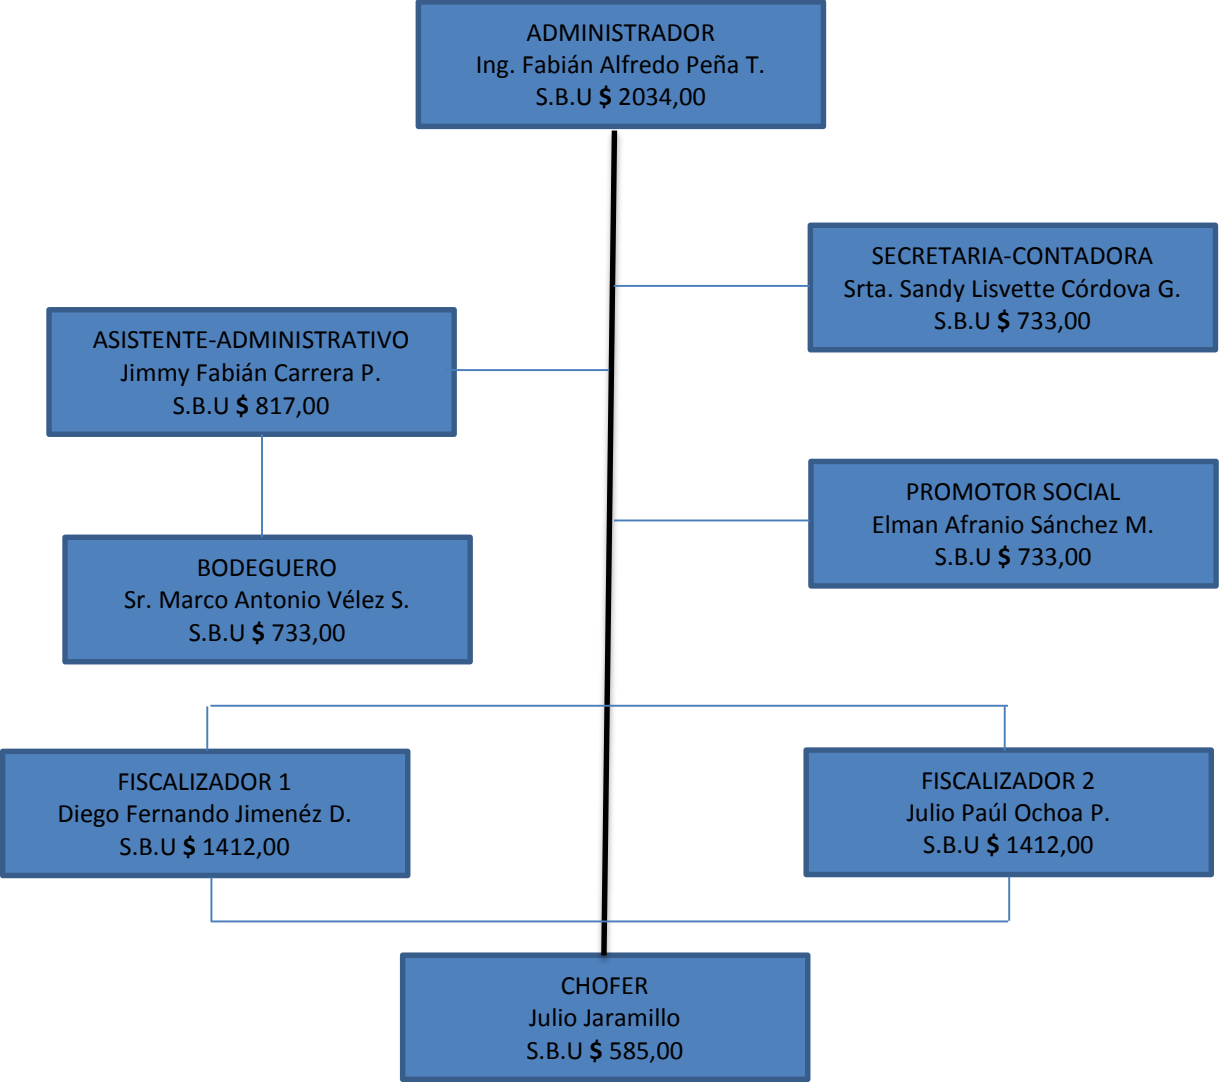 ADMINISTRADOR
Ing. Fabián Alfredo Peña T.
S.B.U $ 2034,00
SECRETARIA-CONTADORA
Srta. Sandy Lisvette Córdova G.
S.B.U $ 733,00
ASISTENTE-ADMINISTRATIVO
Jimmy Fabián Carrera P.
S.B.U $ 817,00
PROMOTOR SOCIAL
Elman Afranio Sánchez M.
S.B.U $ 733,00
BODEGUERO
Sr. Marco Antonio Vélez S.
S.B.U $ 733,00
FISCALIZADOR 1
Diego Fernando Jimenéz D.
S.B.U $ 1412,00
FISCALIZADOR 2
Julio Paúl Ochoa P.
S.B.U $ 1412,00
CHOFER
Julio Jaramillo
S.B.U $ 585,00